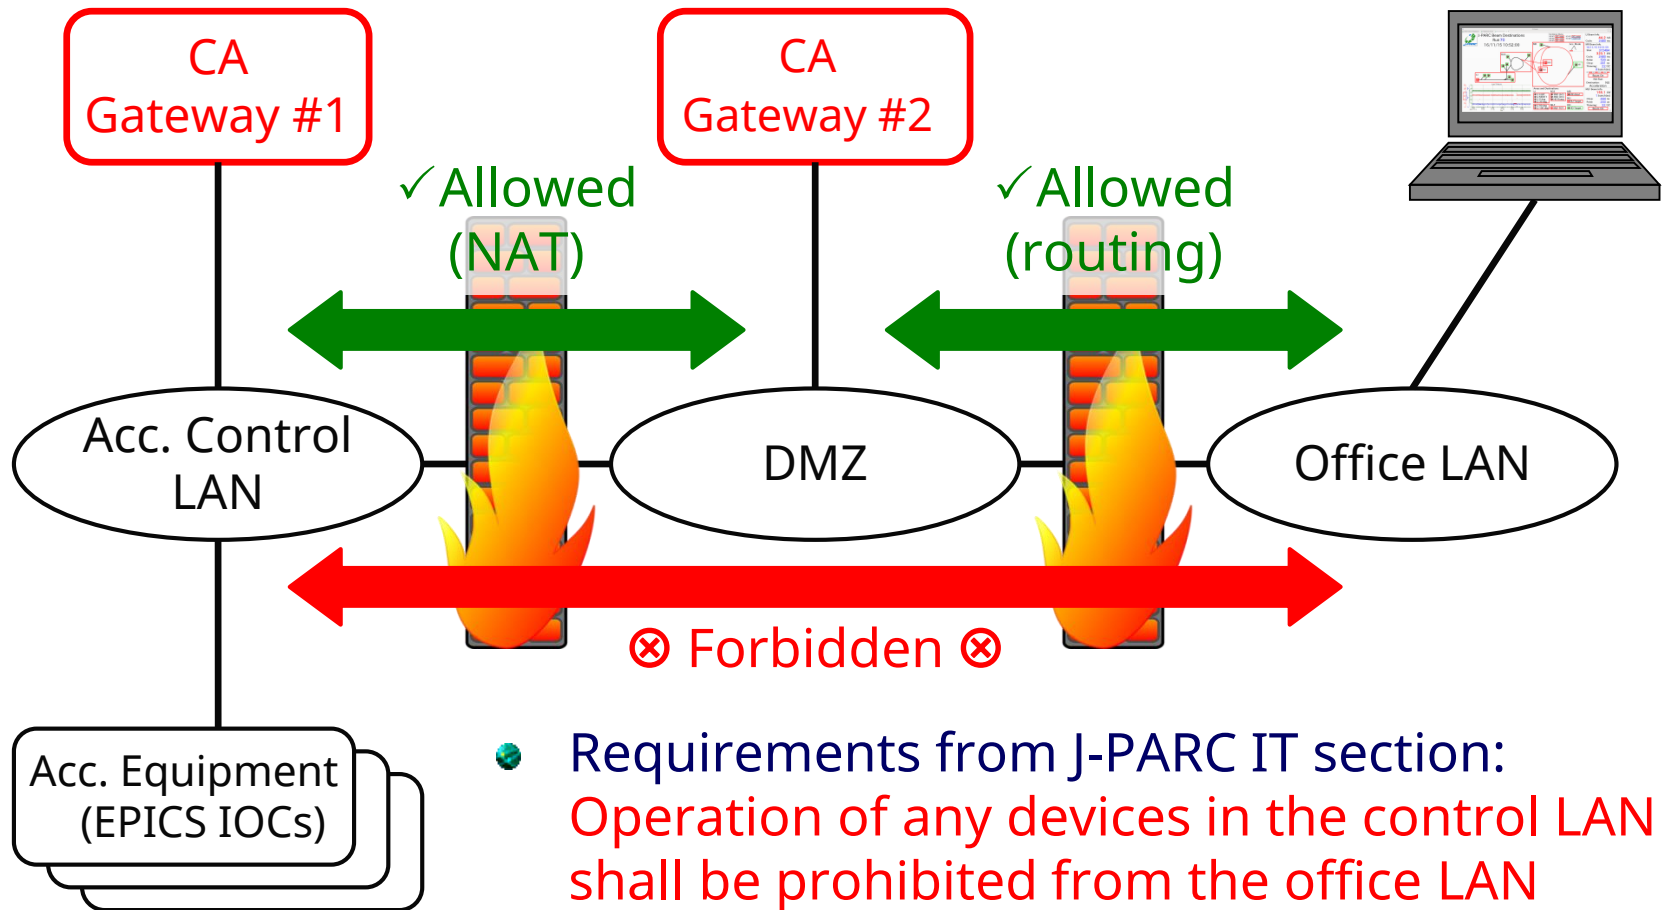 CA
Gateway #1
CA
Gateway #2
✓Allowed
(NAT)
✓Allowed
(routing)
Acc. Control
LAN
DMZ
Office LAN
⊗ Forbidden ⊗
Acc. Equipment
(EPICS IOCs)
Requirements from J-PARC IT section:
Operation of any devices in the control LAN
shall be prohibited from the office LAN